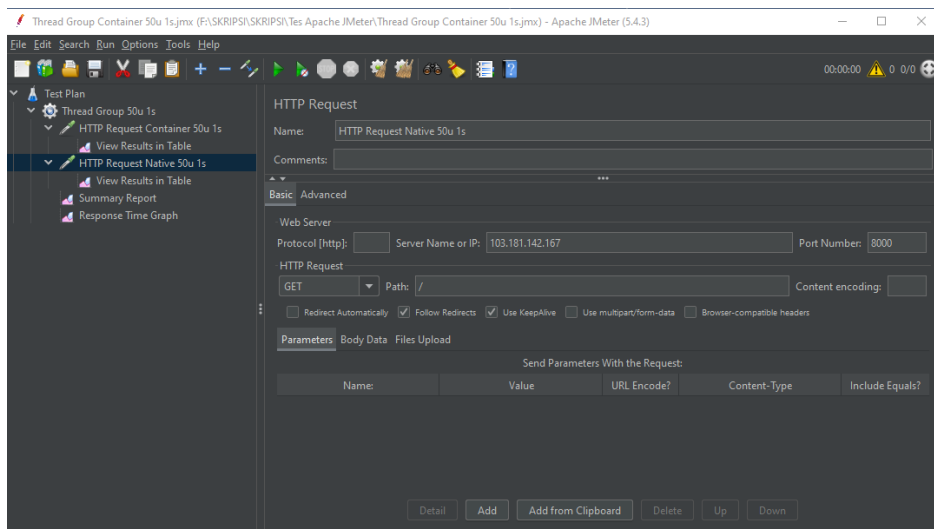 Thread Group Container 50u 1s.jmx (F:\SKRIPSI\SKRIPSI\Tes Apache JMeter\Thread Group Container 50u 1s.jmx) - Apache JMeter (5.4.3)
File Edit Search Run Options Tools Help
00:00:00 0 0/0
Test Plan
Thread Group 50u 1s
HTTP Request Container 50u 1s
View Results in Table
HTTP Request Native 50u 1s
View Results in Table
Summary Report
Response Time Graph
HTTP Request
Name: HTTP Request Native 50u 1s
Comments:
Basic Advanced
Web Server
Protocol [http]: Server Name or IP: 103.181.142.167 Port Number: 8000
HTTP Request
GET Path: / Content encoding:
Redirect Automatically Follow Redirects Use KeepAlive Use multipart/form-data Browser-compatible headers
Parameters Body Data Files Upload
Send Parameters With the Request:
Name: Value URL Encode? Content-Type Include Equals?
Detail Add Add from Clipboard Delete Up Down